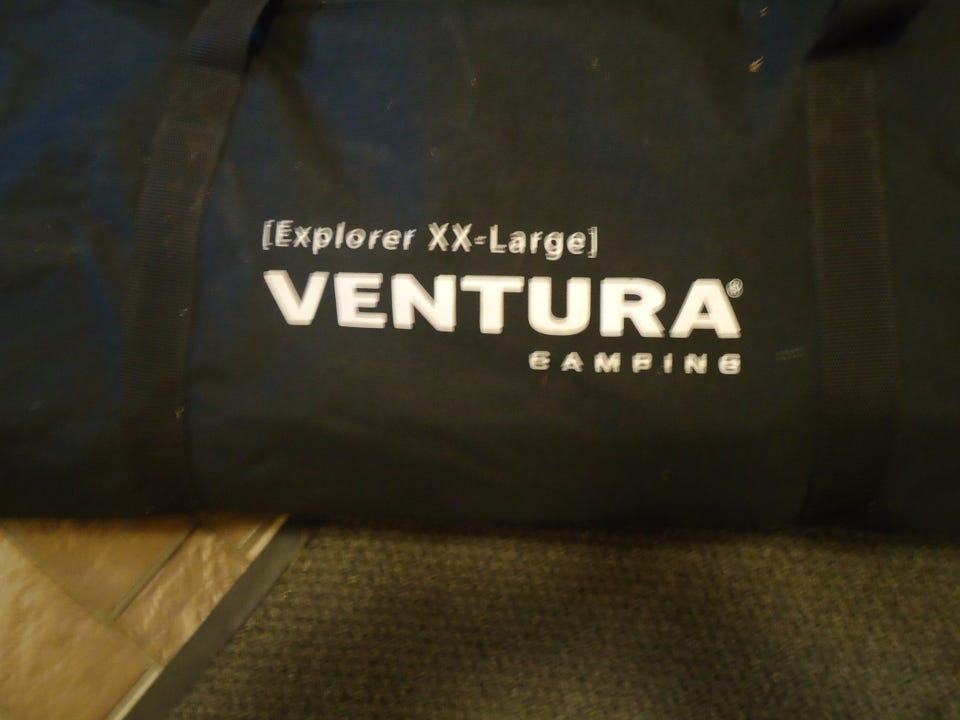 [Explorer XX-Large]
VENTURA®
CAMPING